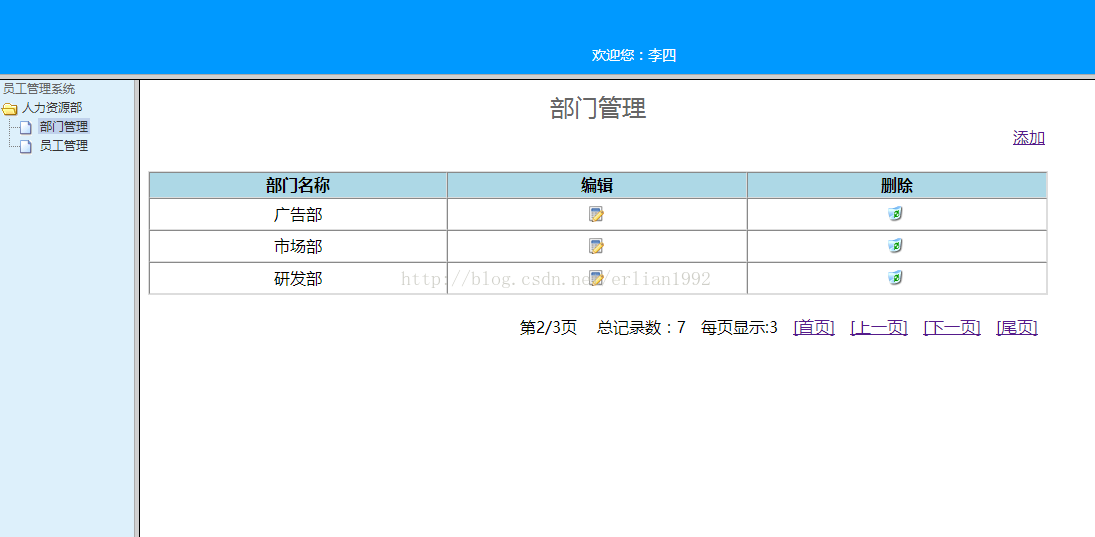 欢迎您：李四
员工管理系统
人力资源部
部门管理
员工管理
部门管理
添加
部门名称 编辑 删除
广告部
市场部
研发部
http://blog.csdn.net/erlian1992
第2/3页 总记录数：7 每页显示:3 [首页] [上一页] [下一页] [尾页]